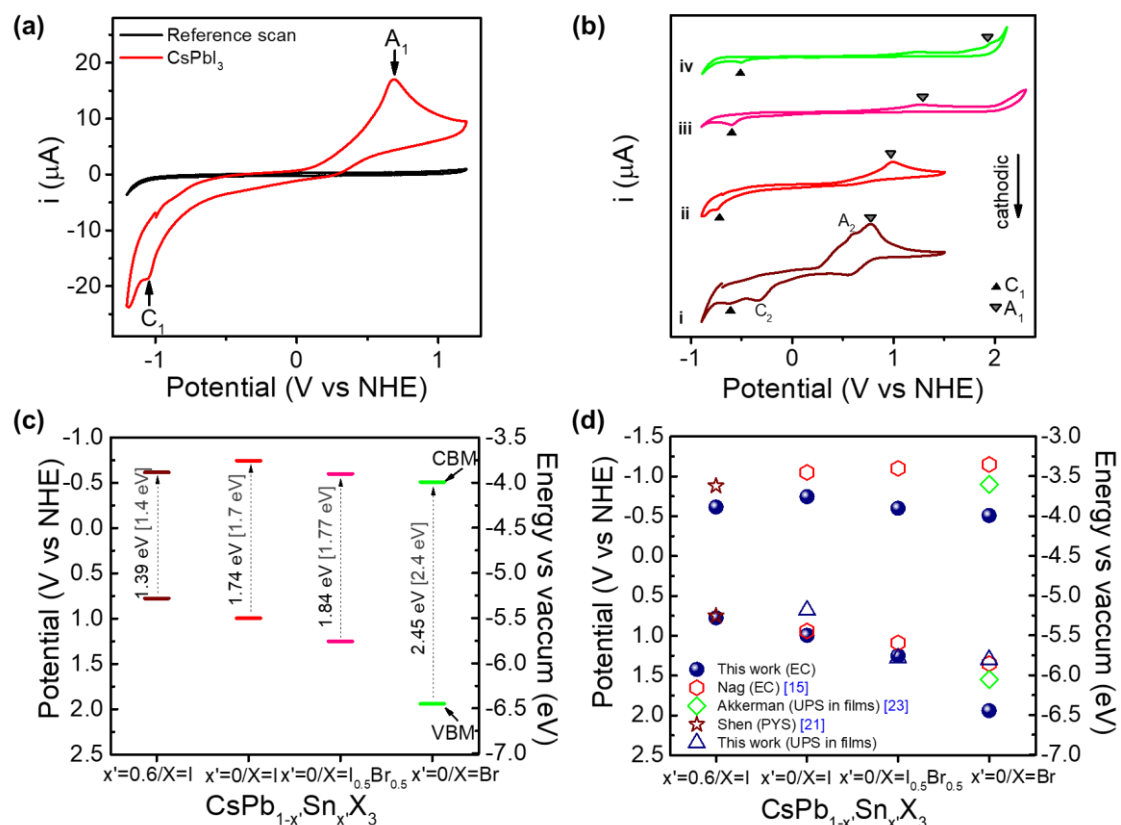 (a)
A₁
Reference scan
CsPbI₃
20
10
0
-10
-20
i (µA)
C₁
-1
0
1
Potential (V vs NHE)
(b)
iv
iii
ii
i
i (µA)
A₂
C₂
cathodic
C₁
A₁
-1
0
1
2
Potential (V vs NHE)
(c)
-1.0
-0.5
0.0
0.5
1.0
1.5
2.0
2.5
Potential (V vs NHE)
1.39 eV [1.4 eV]
1.74 eV [1.7 eV]
1.84 eV [1.77 eV]
2.45 eV [2.4 eV]
CBM
VBM
-3.5
-4.0
-4.5
-5.0
-5.5
-6.0
-6.5
-7.0
Energy vs vaccum (eV)
x'=0.6/X=I
x'=0/X=I
x'=0/X=I₀.₅Br₀.₅
x'=0/X=Br
CsPb₁₋ₓ'Snₓ'X₃
(d)
-1.5
-1.0
-0.5
0.0
0.5
1.0
1.5
2.0
2.5
Potential (V vs NHE)
This work (EC)
Nag (EC) [15]
Akkerman (UPS in films) [23]
Shen (PYS) [21]
This work (UPS in films)
-3.0
-3.5
-4.0
-4.5
-5.0
-5.5
-6.0
-6.5
-7.0
Energy vs vaccum (eV)
x'=0.6/X=I
x'=0/X=I
x'=0/X=I₀.₅Br₀.₅
x'=0/X=Br
CsPb₁₋ₓ'Snₓ'X₃